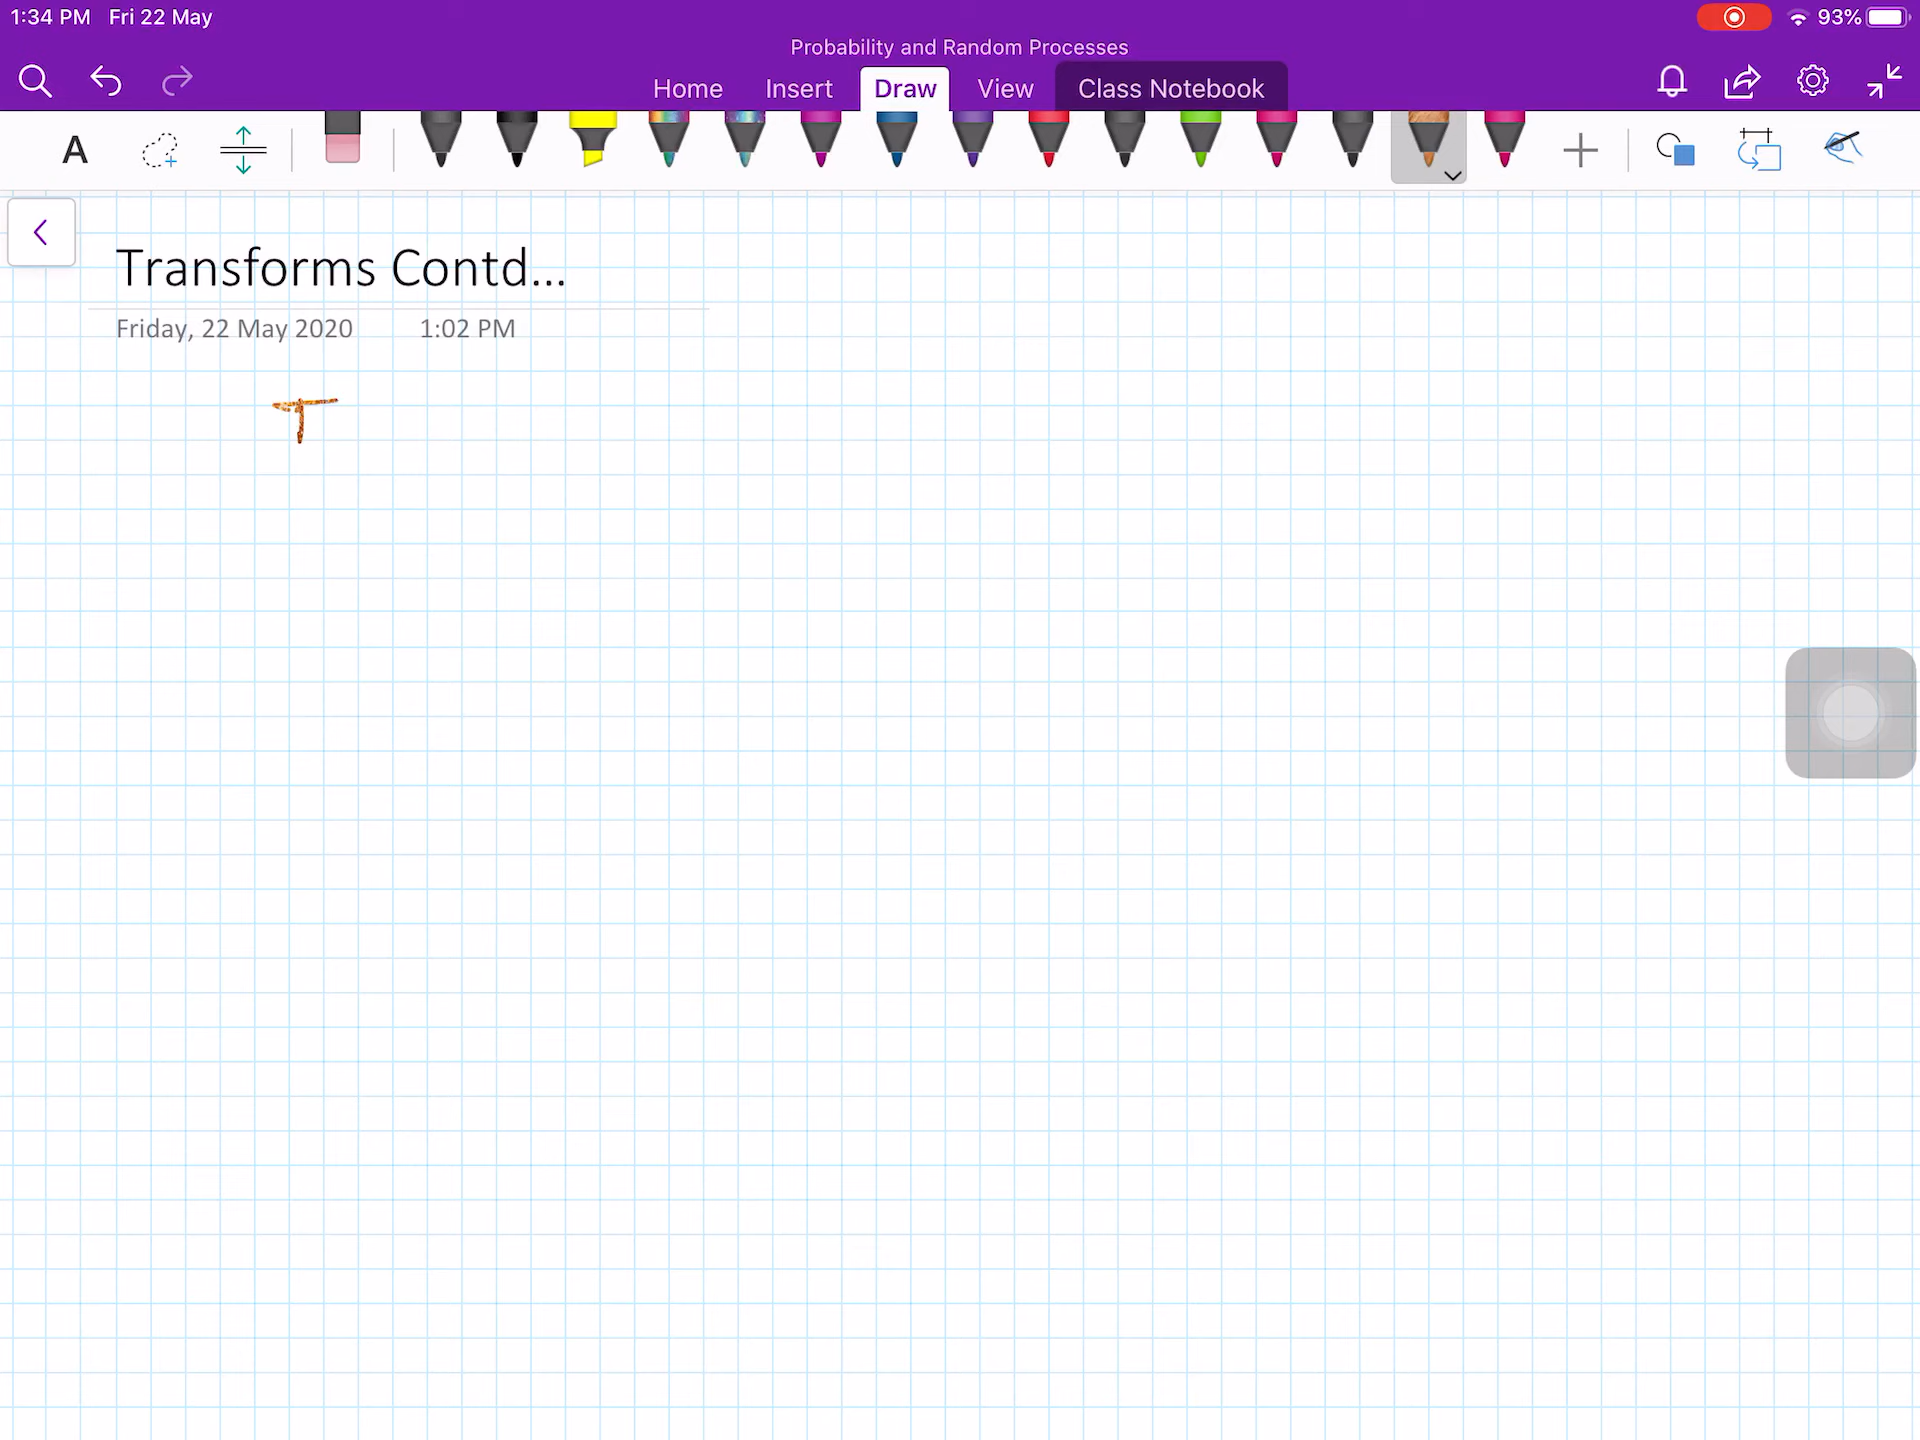 1:34 PM Fri 22 May
93%
Probability and Random Processes
Home Insert Draw View Class Notebook
A
Transforms Contd...
Friday, 22 May 2020 1:02 PM
T